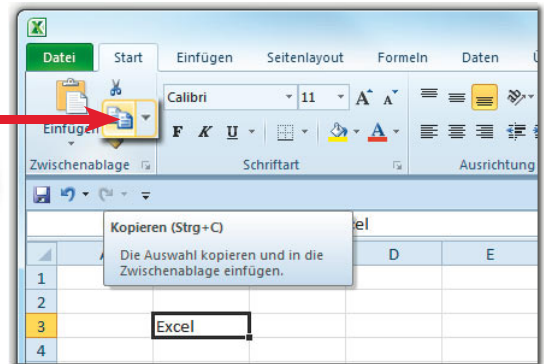 Datei Start Einfügen Seitenlayout Formeln Daten
Calibri 11 A A
Einfügen F K U A
Zwischenablage Schriftart Ausrichtung
Kopieren (Strg+C)
Die Auswahl kopieren und in die
Zwischenablage einfügen.
D E
1
2
3 Excel
4